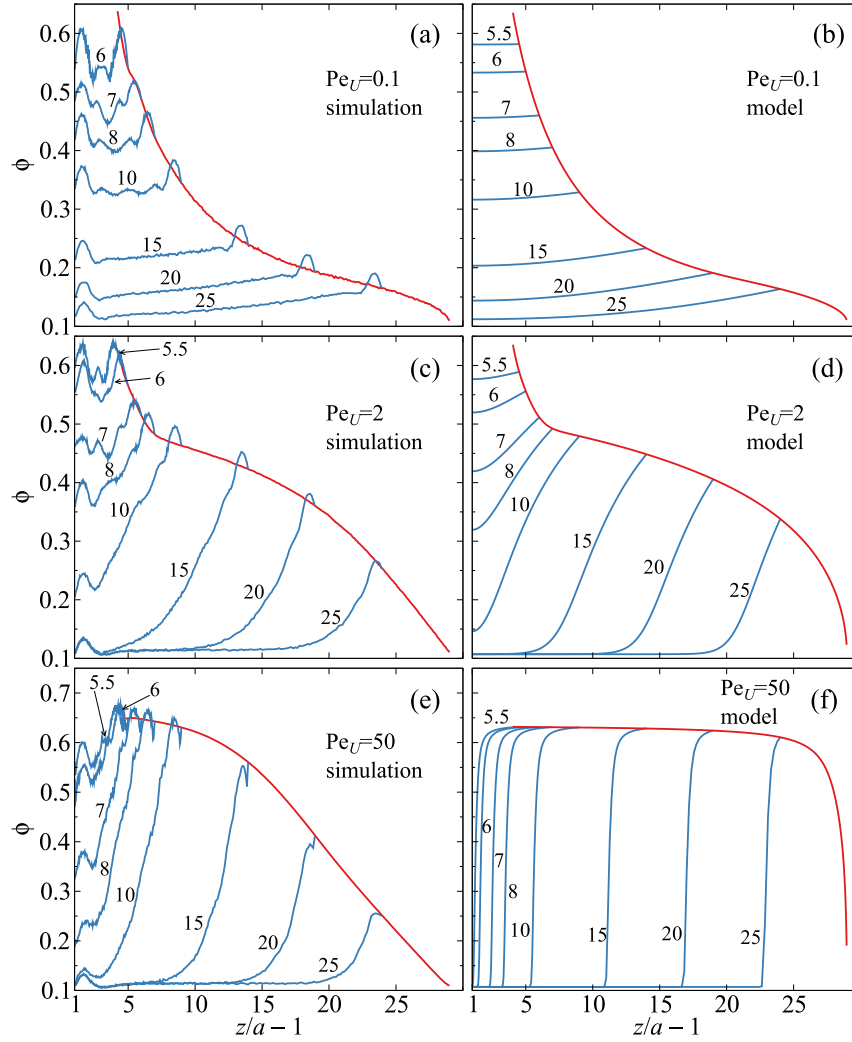 (a)
Pe_U=0.1
simulation
6
7
8
10
15
20
25
0.6
0.5
0.4
0.3
0.2
0.1
ϕ
(b)
Pe_U=0.1
model
5.5
6
7
8
10
15
20
25
(c)
Pe_U=2
simulation
5.5
6
7
8
10
15
20
25
0.6
0.5
0.4
0.3
0.2
0.1
ϕ
(d)
Pe_U=2
model
5.5
6
7
8
10
15
20
25
(e)
Pe_U=50
simulation
5.5
6
7
8
10
15
20
25
0.7
0.6
0.5
0.4
0.3
0.2
0.1
ϕ
1 5 10 15 20 25
z/a − 1
(f)
Pe_U=50
model
5.5
6
7
8
10
15
20
25
1 5 10 15 20 25
z/a − 1